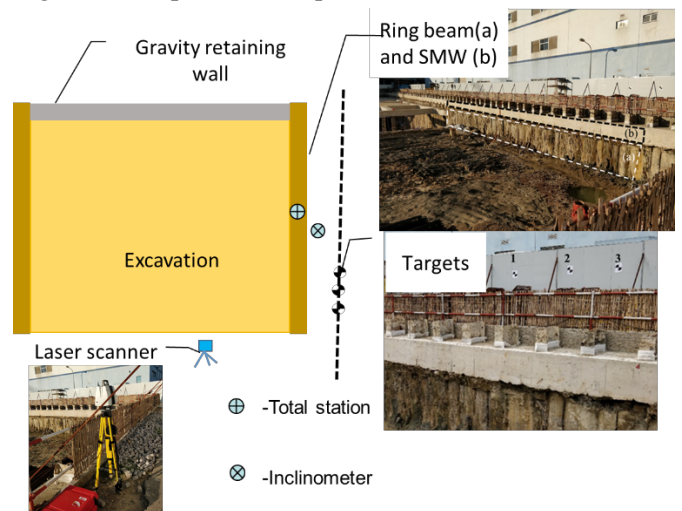 Ring beam(a)
and SMW (b)
Gravity retaining
wall
(b)
1 2 3
Excavation
Targets
Laser scanner
-Total station
-Inclinometer